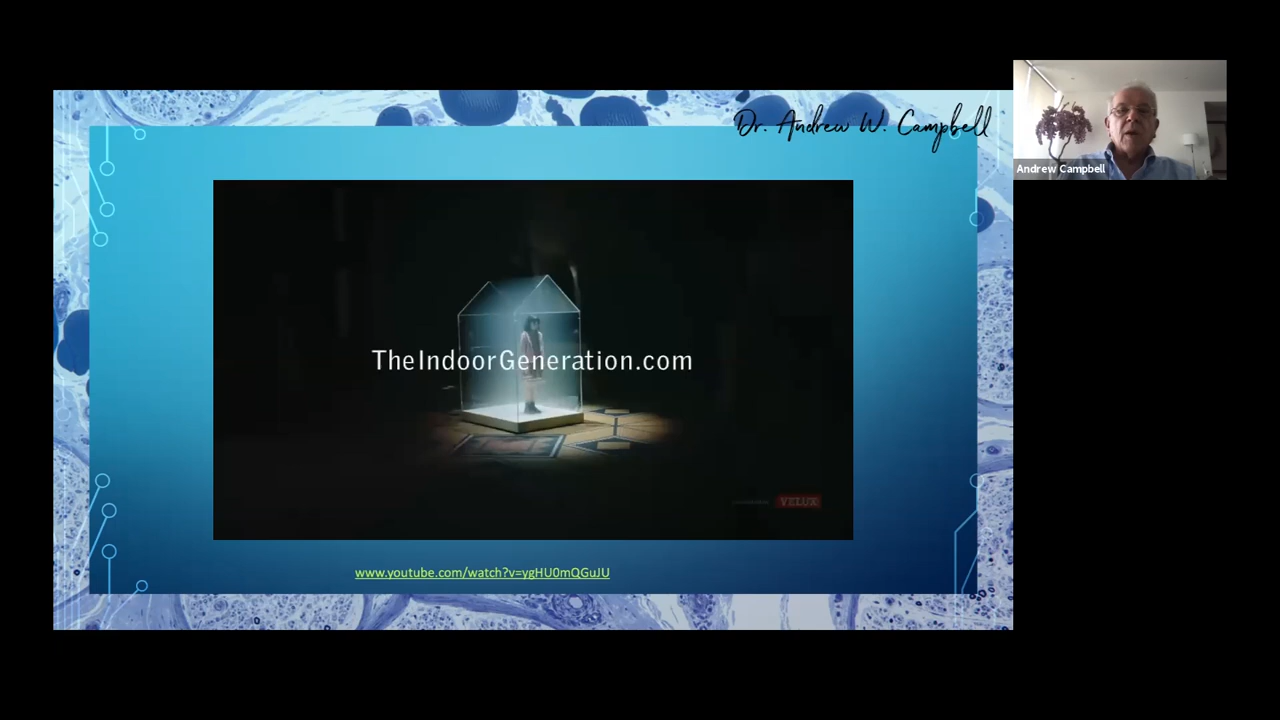 Dr. Andrew W. Campbell
Andrew Campbell
TheIndoorGeneration.com
VELUX
www.youtube.com/watch?v=ygHU0mQGuJU